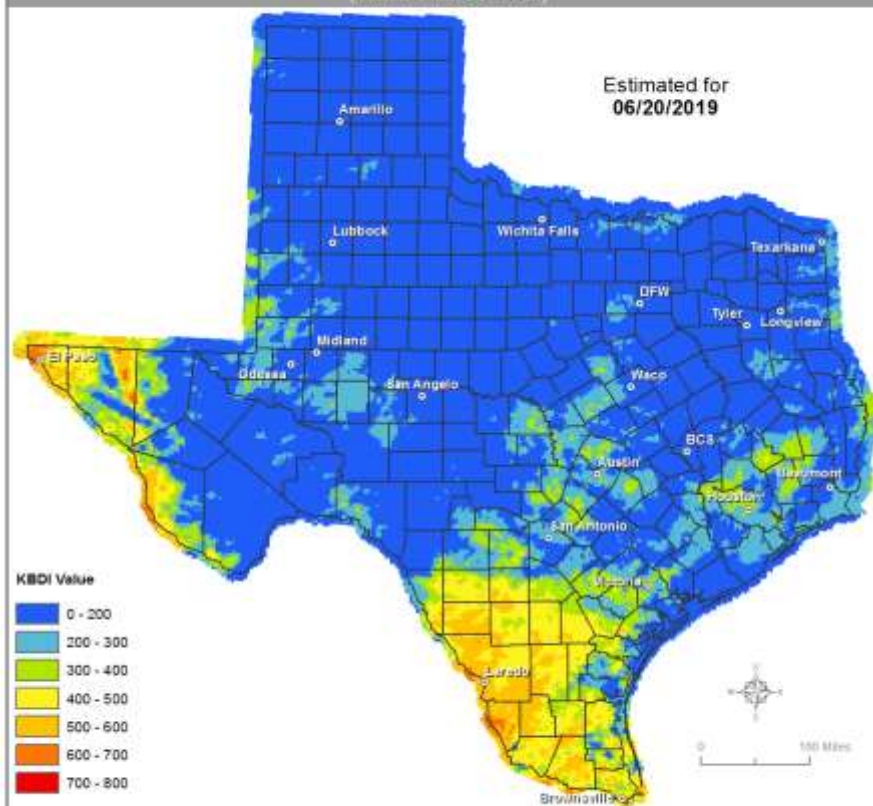 Estimated for
06/20/2019
Amarillo
Lubbock
Wichita Falls
Texarkana
DFW
Tyler
Longview
El Paso
Midland
Odessa
San Angelo
Waco
BCS
Austin
Beaumont
Houston
San Antonio
Victoria
Laredo
Brownsville
KBDI Value
0 - 200
200 - 300
300 - 400
400 - 500
500 - 600
600 - 700
700 - 800
N
W
E
S
0
100 Miles